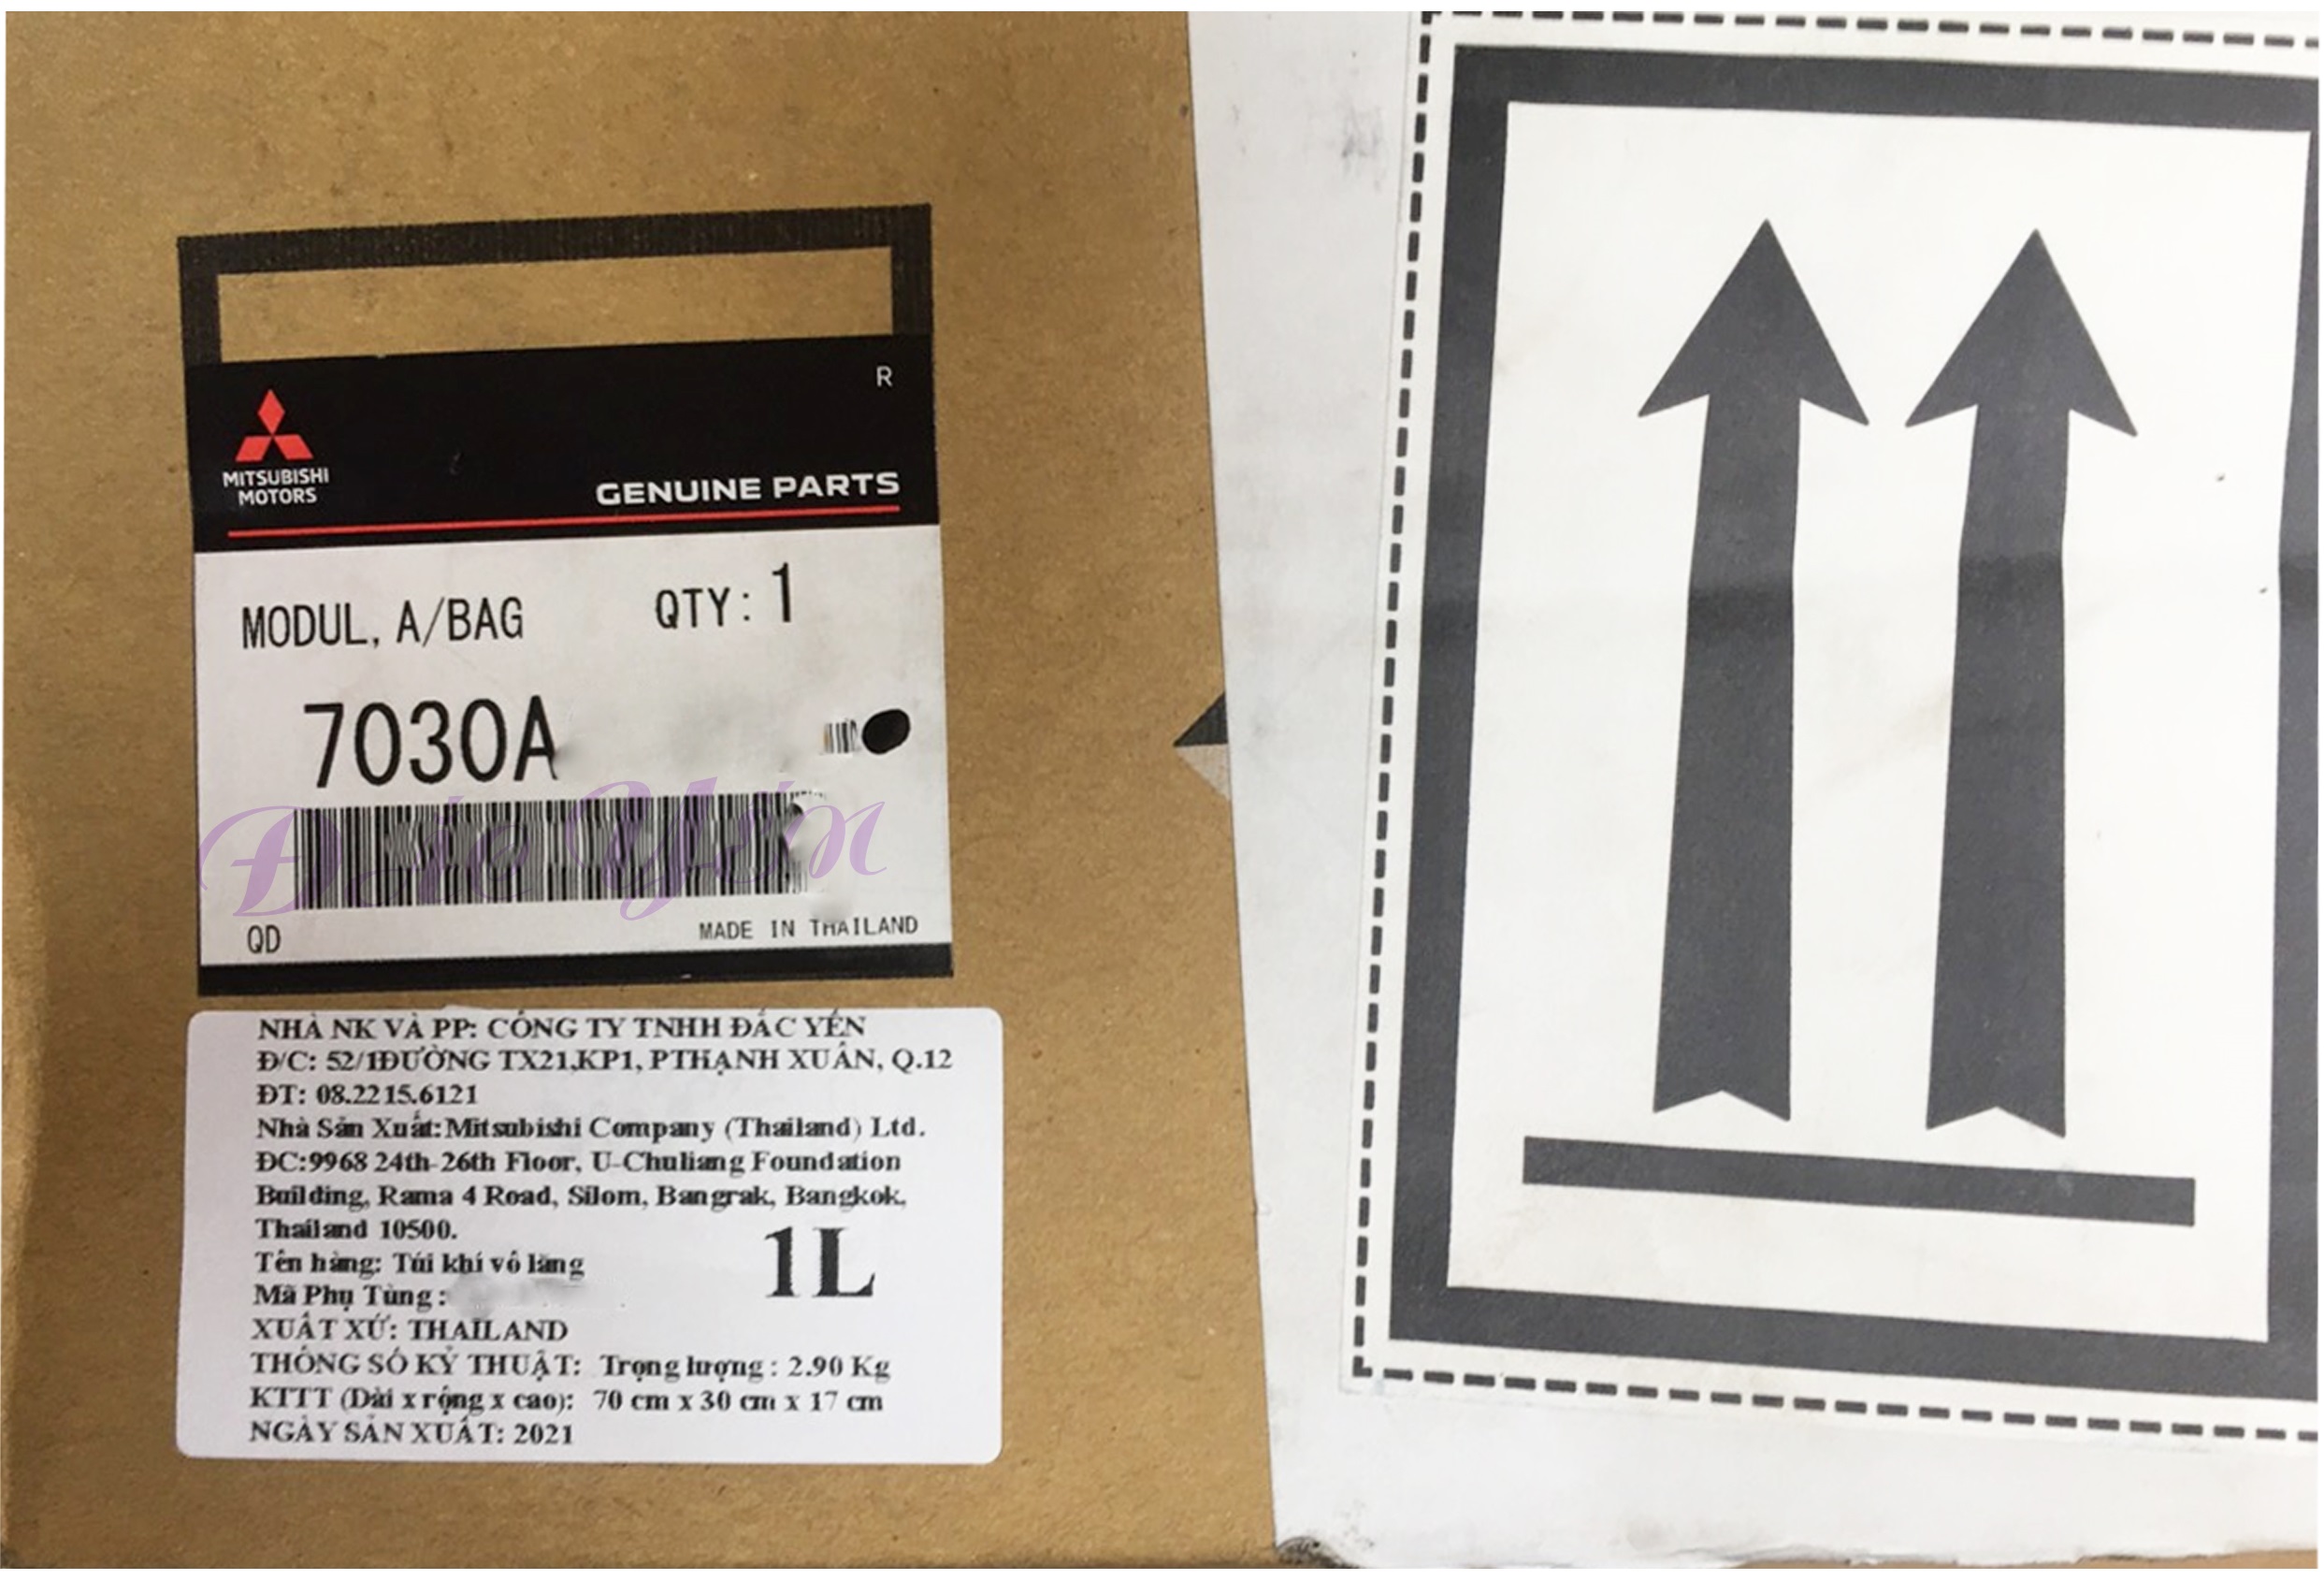 R
MITSUBISHI
MOTORS
GENUINE PARTS
MODUL, A/BAG QTY: 1
7030A
Đắc Yến
QD MADE IN THAILAND
NHÀ NK VÀ PP: CÔNG TY TNHH ĐẮC YẾN
Đ/C: 52/1ĐƯỜNG TX21,KP1, PTHẠNH XUÂN, Q.12
ĐT: 08.2215.6121
Nhà Sản Xuất:Mitsubishi Company (Thailand) Ltd.
ĐC:9968 24th-26th Floor, U-Chuliang Foundation
Building, Rama 4 Road, Silom, Bangrak, Bangkok,
Thailand 10500.
1L
Tên hàng: Túi khí vô lăng
Mã Phụ Tùng :
XUẤT XỨ: THAILAND
THÔNG SỐ KỸ THUẬT: Trọng lượng : 2.90 Kg
KTTT (Dài x rộng x cao): 70 cm x 30 cm x 17 cm
NGÀY SẢN XUẤT: 2021